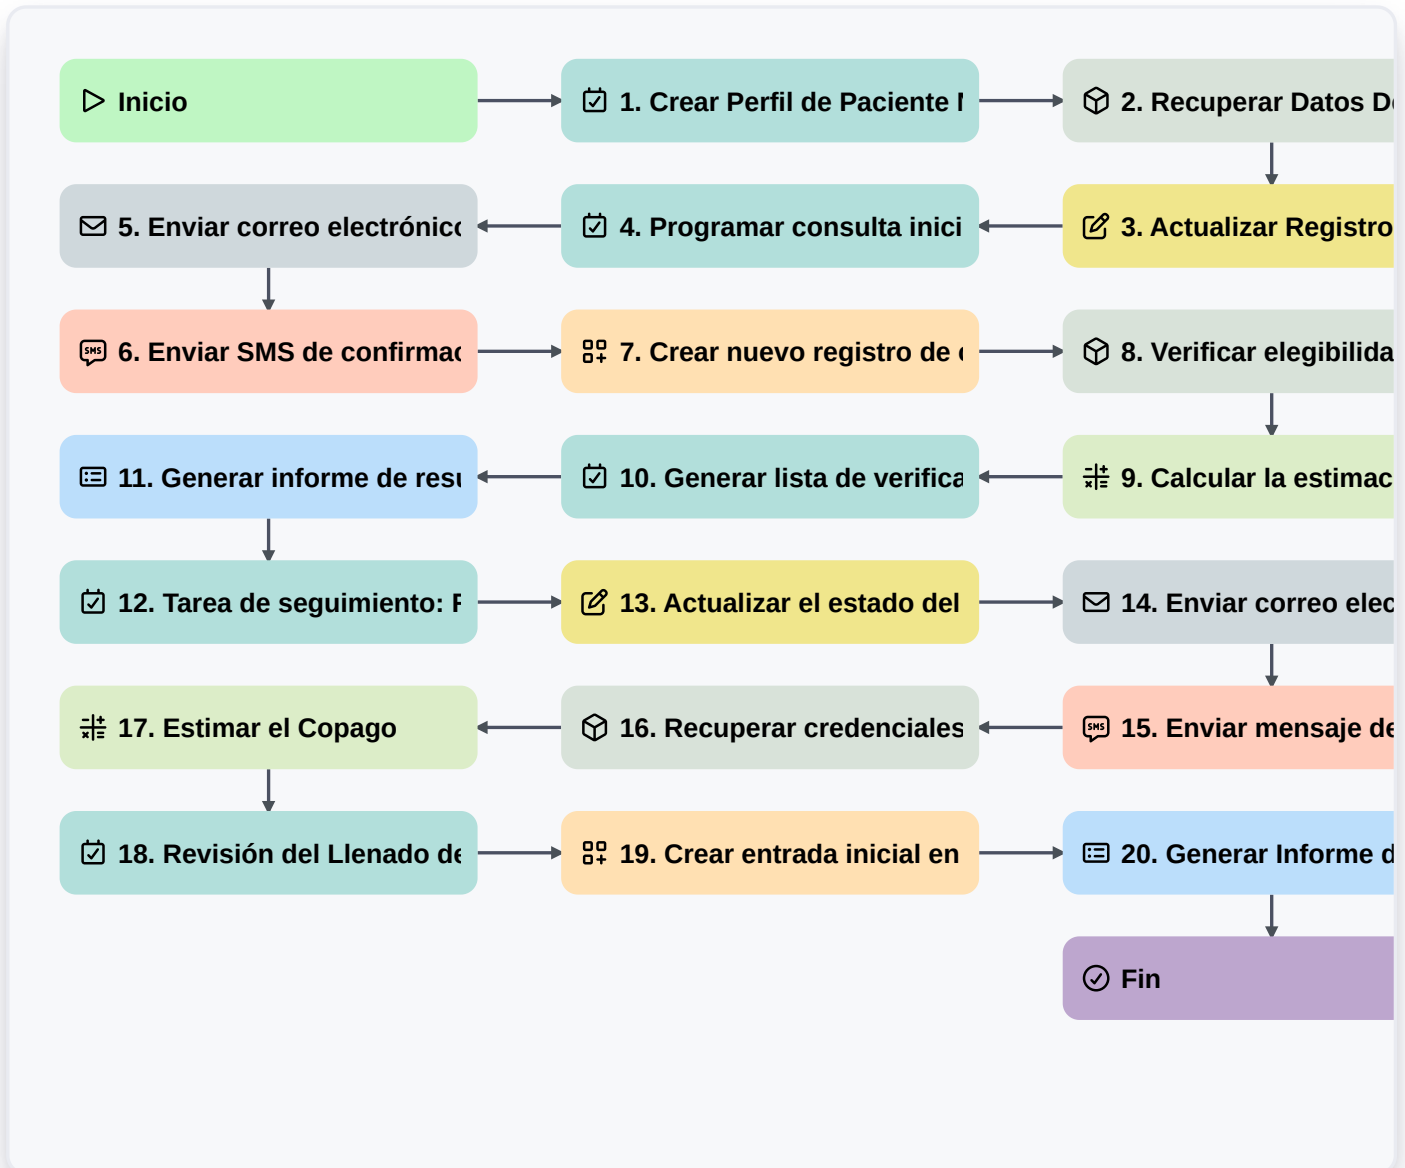 Inicio
1. Crear Perfil de Paciente
2. Recuperar Datos
5. Enviar correo electrónico
4. Programar consulta inici
3. Actualizar Registro
6. Enviar SMS de confirmac
7. Crear nuevo registro de
8. Verificar elegibilida
11. Generar informe de resu
10. Generar lista de verifica
9. Calcular la estimac
12. Tarea de seguimiento:
13. Actualizar el estado del
14. Enviar correo elec
17. Estimar el Copago
16. Recuperar credenciales
15. Enviar mensaje de
18. Revisión del Llenado de
19. Crear entrada inicial en
20. Generar Informe d
Fin
SMS
SMS